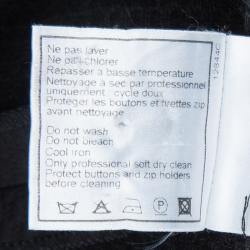 Ne pas laver
Ne pas chlorer
Repasser a basse temperature
Nettoyage a sec par professionnel
uniquement, cycle doux
Proteger les boutons et tirettes zip
avant nettoyage
Do not wash
Do not bleach
Cool iron
Only professional soft dry clean
Protect buttons and zip holders
before cleaning
P